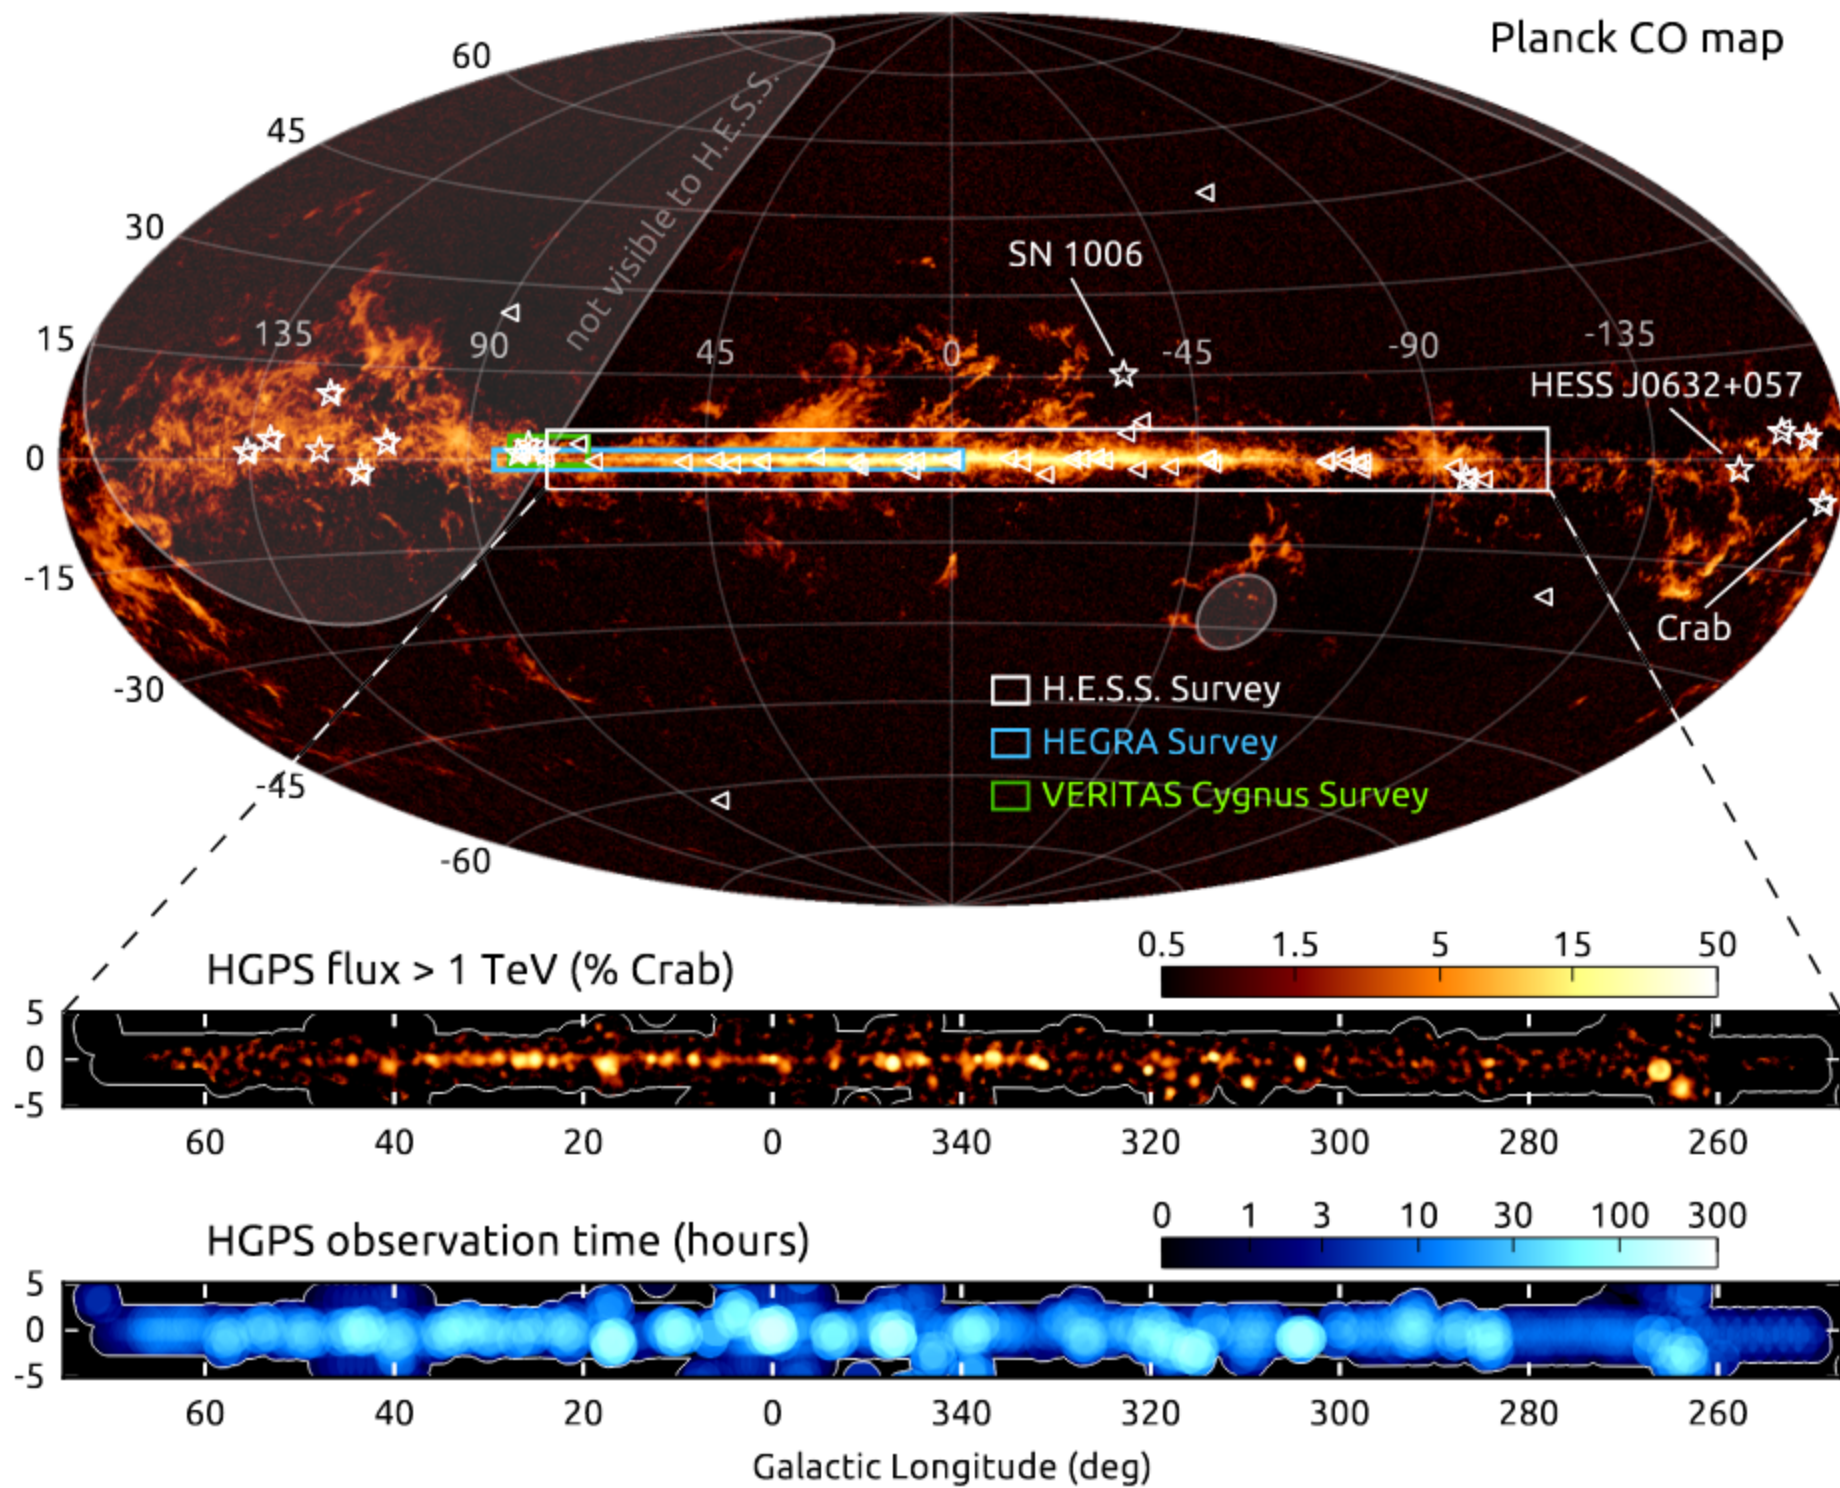 Planck CO map
60
45
30
15
0
-15
-30
-45
-60
not visible to H.E.S.S.
135
90
45
0
-45
-90
-135
SN 1006
HESS J0632+057
Crab
H.E.S.S. Survey
HEGRA Survey
VERITAS Cygnus Survey
HGPS flux > 1 TeV (% Crab)
0.5 1.5 5 15 50
5
0
-5
60 40 20 0 340 320 300 280 260
HGPS observation time (hours)
0 1 3 10 30 100 300
5
0
-5
60 40 20 0 340 320 300 280 260
Galactic Longitude (deg)